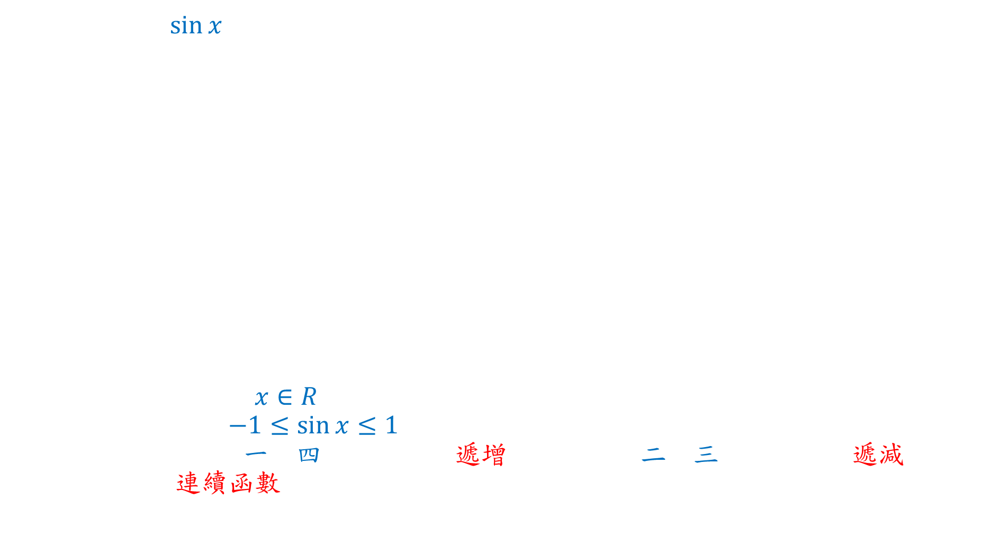 sin x
x ∈ R
−1 ≤ sin x ≤ 1
一 四 遞增 二 三 遞減
連續函數